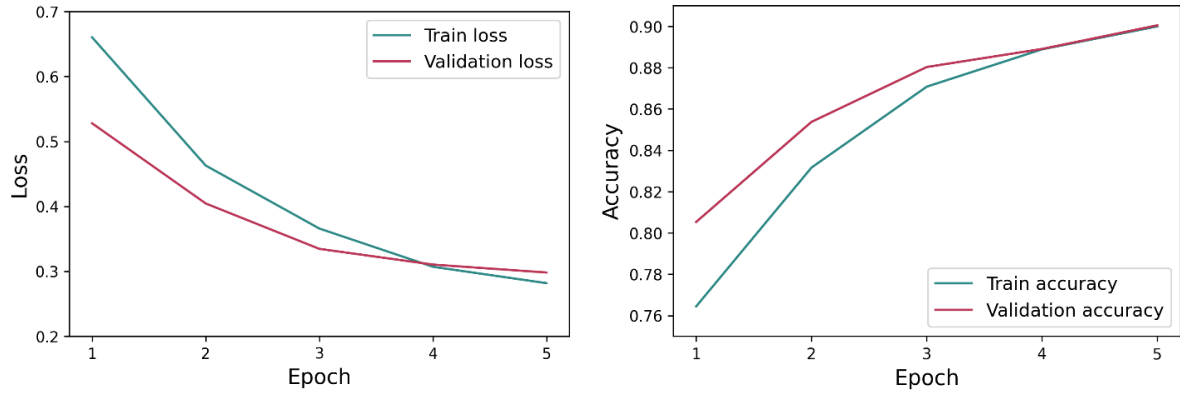 0.7
0.6
0.5
0.4
0.3
0.2
Loss
1 2 3 4 5
Epoch
Train loss
Validation loss
0.90
0.88
0.86
0.84
0.82
0.80
0.78
0.76
Accuracy
1 2 3 4 5
Epoch
Train accuracy
Validation accuracy